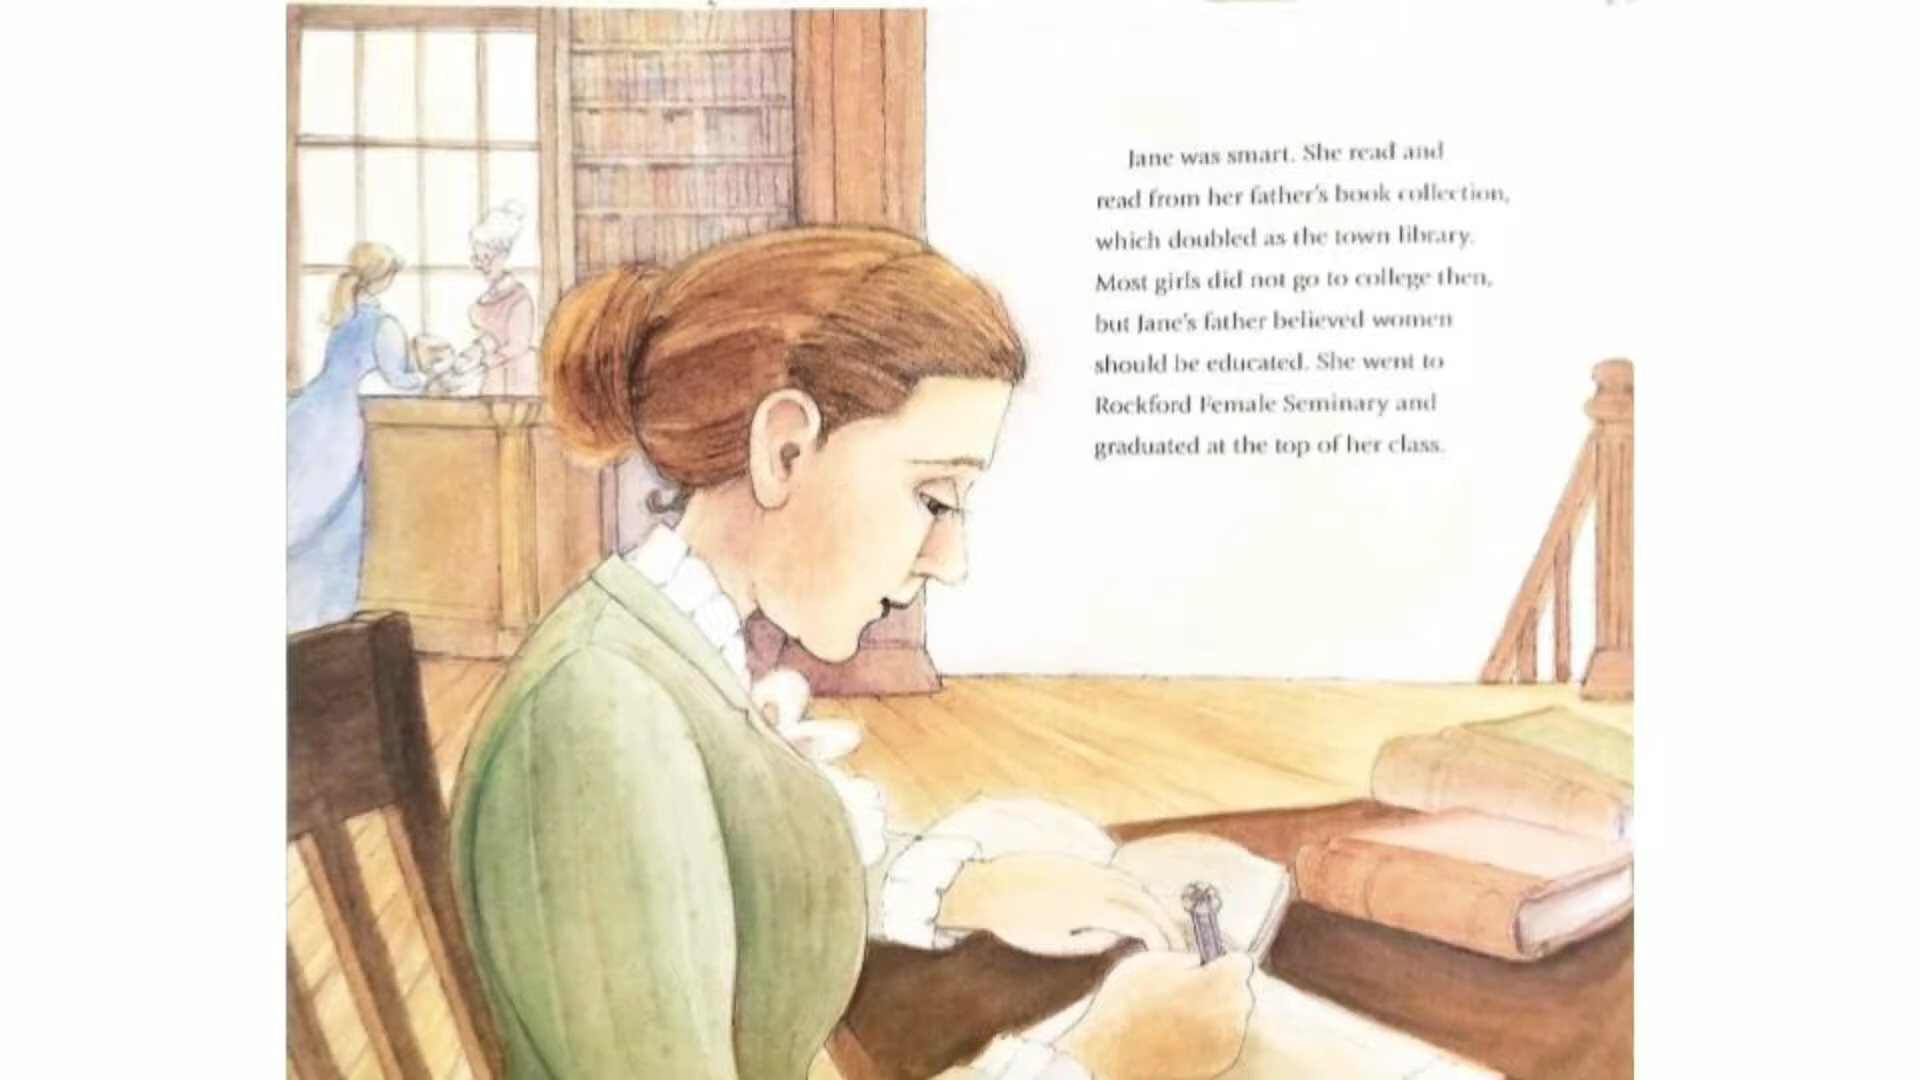 Jane was smart. She read and
read from her father's book collection,
which doubled as the town library.
Most girls did not go to college then,
but Jane's father believed women
should be educated. She went to
Rockford Female Seminary and
graduated at the top of her class.